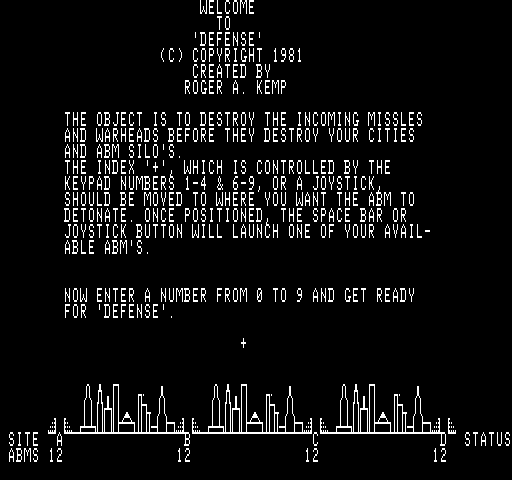 WELCOME
TO
'DEFENSE'
(C) COPYRIGHT 1981
CREATED BY
ROGER A. KEMP
THE OBJECT IS TO DESTROY THE INCOMING MISSLES
AND WARHEADS BEFORE THEY DESTROY YOUR CITIES
AND ABM SILO'S.
THE INDEX '+', WHICH IS CONTROLLED BY THE
KEYPAD NUMBERS 1-4 & 6-9, OR A JOYSTICK,
SHOULD BE MOVED TO WHERE YOU WANT THE ABM TO
DETONATE. ONCE POSITIONED, THE SPACE BAR OR
JOYSTICK BUTTON WILL LAUNCH ONE OF YOUR AVAIL-
ABLE ABM'S.
NOW ENTER A NUMBER FROM 0 TO 9 AND GET READY
FOR 'DEFENSE'.
+
SITE A B C D STATUS
ABMS 12 12 12 12